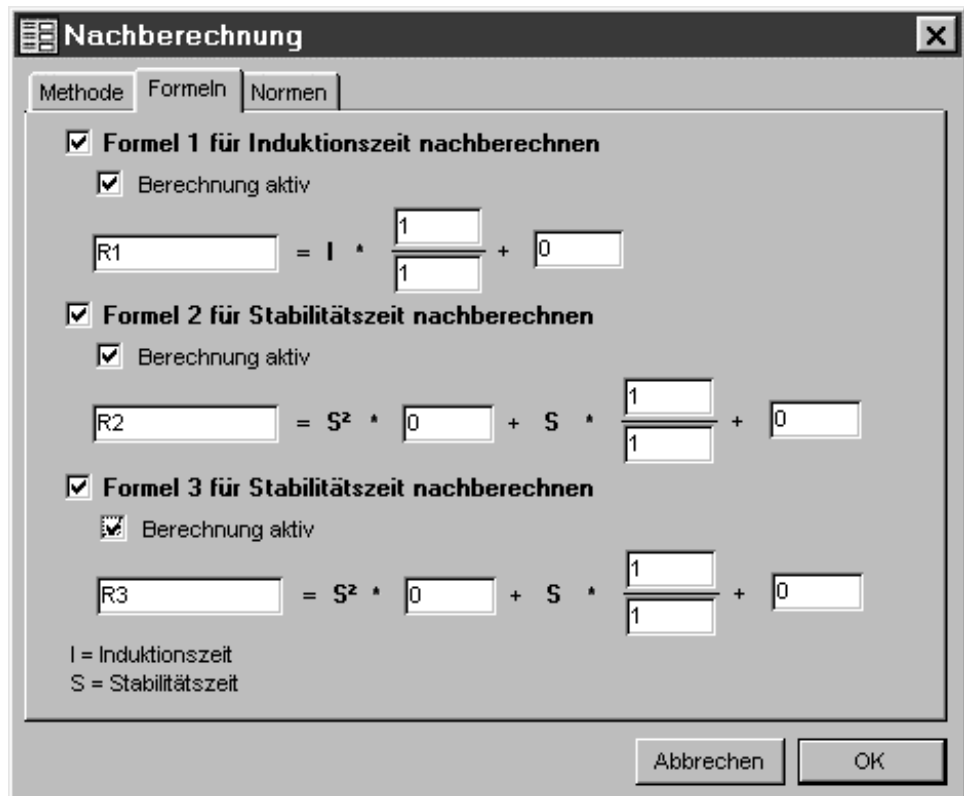 Nachberechnung
Methode Formeln Normen
Formel 1 für Induktionszeit nachberechnen
Berechnung aktiv
R1 = I * 1 / 1 + 0
Formel 2 für Stabilitätszeit nachberechnen
Berechnung aktiv
R2 = S² * 0 + S * 1 / 1 + 0
Formel 3 für Stabilitätszeit nachberechnen
Berechnung aktiv
R3 = S² * 0 + S * 1 / 1 + 0
I = Induktionszeit
S = Stabilitätszeit
Abbrechen OK